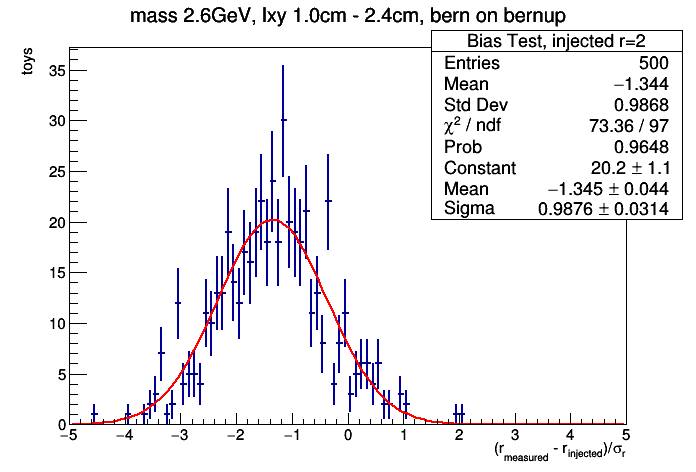 mass 2.6GeV, lxy 1.0cm - 2.4cm, bern on bernup
Bias Test, injected r=2
Entries 500
Mean −1.344
Std Dev 0.9868
χ² / ndf 73.36 / 97
Prob 0.9648
Constant 20.2 ± 1.1
Mean −1.345 ± 0.044
Sigma 0.9876 ± 0.0314
toys
35
30
25
20
15
10
5
0
−5 −4 −3 −2 −1 0 1 2 3 4 5
(r_measured - r_injected)/σ_r